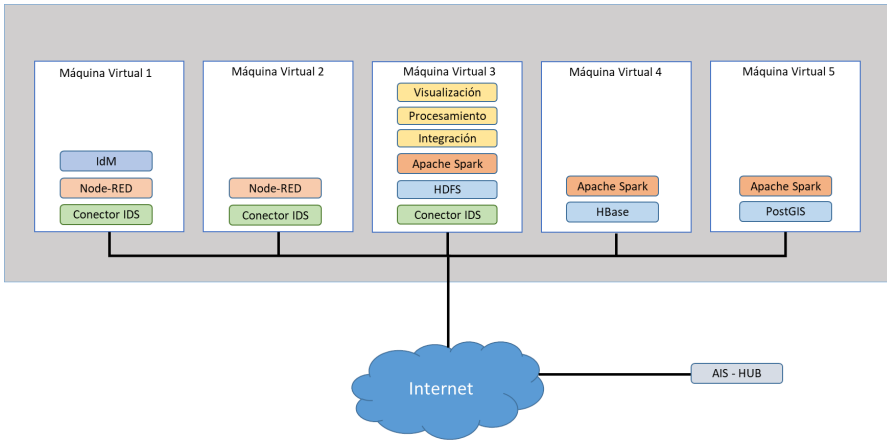 Máquina Virtual 1
IdM
Node-RED
Conector IDS
Máquina Virtual 2
Node-RED
Conector IDS
Máquina Virtual 3
Visualización
Procesamiento
Integración
Apache Spark
HDFS
Conector IDS
Máquina Virtual 4
Apache Spark
HBase
Máquina Virtual 5
Apache Spark
PostGIS
Internet
AIS - HUB